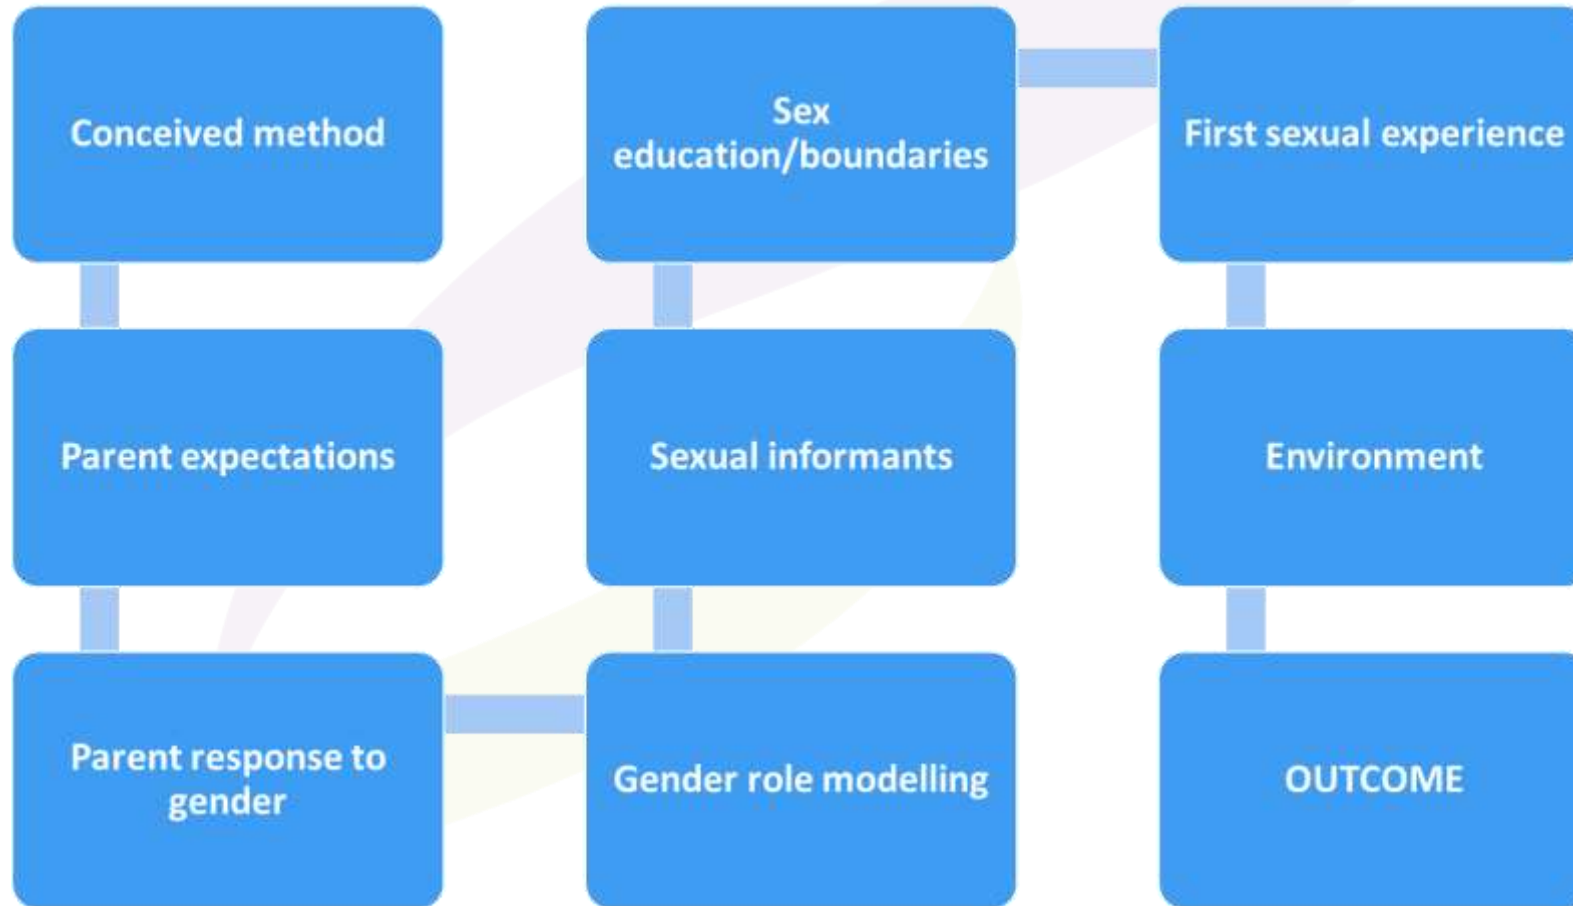 Conceived method
Parent expectations
Parent response to
gender
Gender role modelling
Sexual informants
Sex
education/boundaries
First sexual experience
Environment
OUTCOME